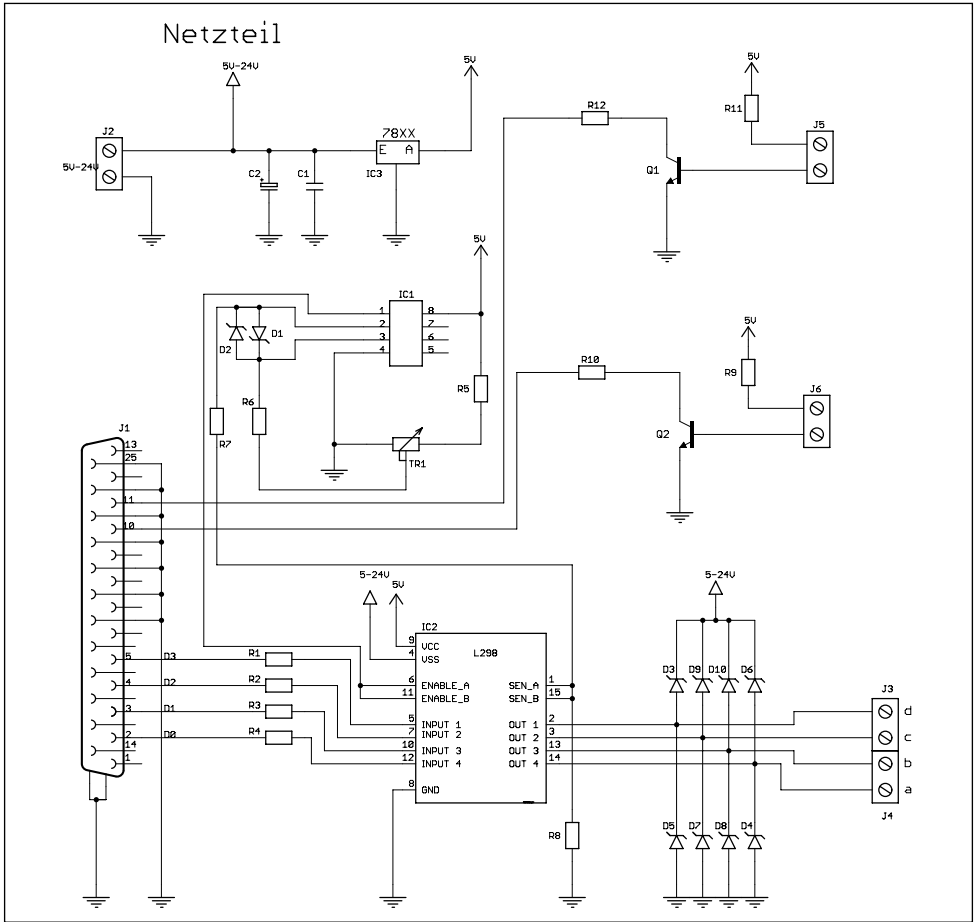 Netzteil
5V-24V
5V
5V
J2
78XX
E A
IC3
R12
R11
J5
5V-24V
C2
+
C1
Q1
5V
IC1
1 8
2 7
3 6
4 5
D2
D1
R5
R6
R7
TR1
5V
R10
R9
J6
Q2
J1
13
25
11
10
5 D3
4 D2
3 D1
2 D0
14
1
R1
R2
R3
R4
5-24V
5V
IC2
L298
9 VCC
4 VSS
6 ENABLE_A
11 ENABLE_B
5 INPUT 1
7 INPUT 2
10 INPUT 3
12 INPUT 4
8 GND
SEN_A 1
SEN_B 15
OUT 1 2
OUT 2 3
OUT 3 13
OUT 4 14
R8
5-24V
D3 D9 D10 D6
D5 D7 D8 D4
J3
d
c
b
a
J4